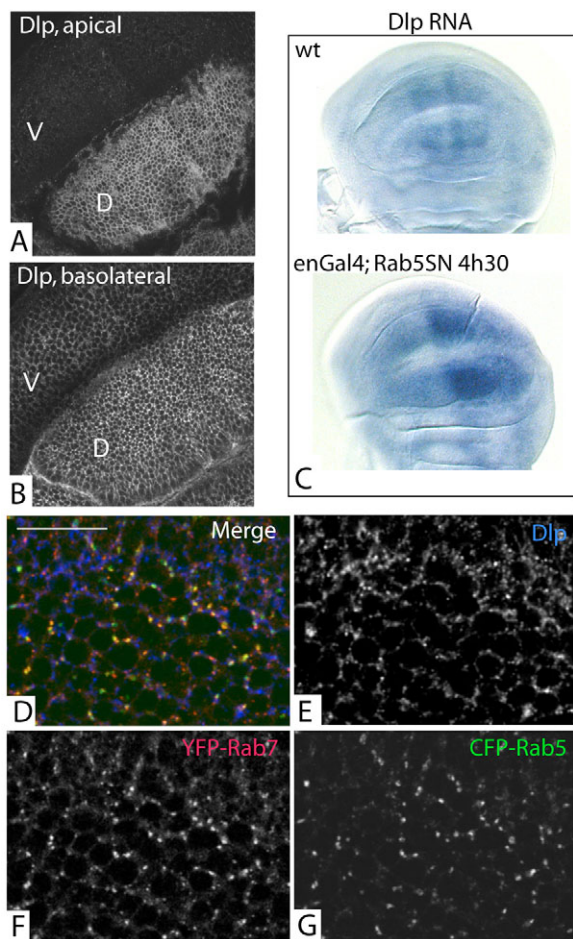 Dlp, apical
V
D
A
Dlp, basolateral
V
D
B
Dlp RNA
wt
enGal4; Rab5SN 4h30
C
Merge
D
Dlp
E
YFP-Rab7
F
CFP-Rab5
G